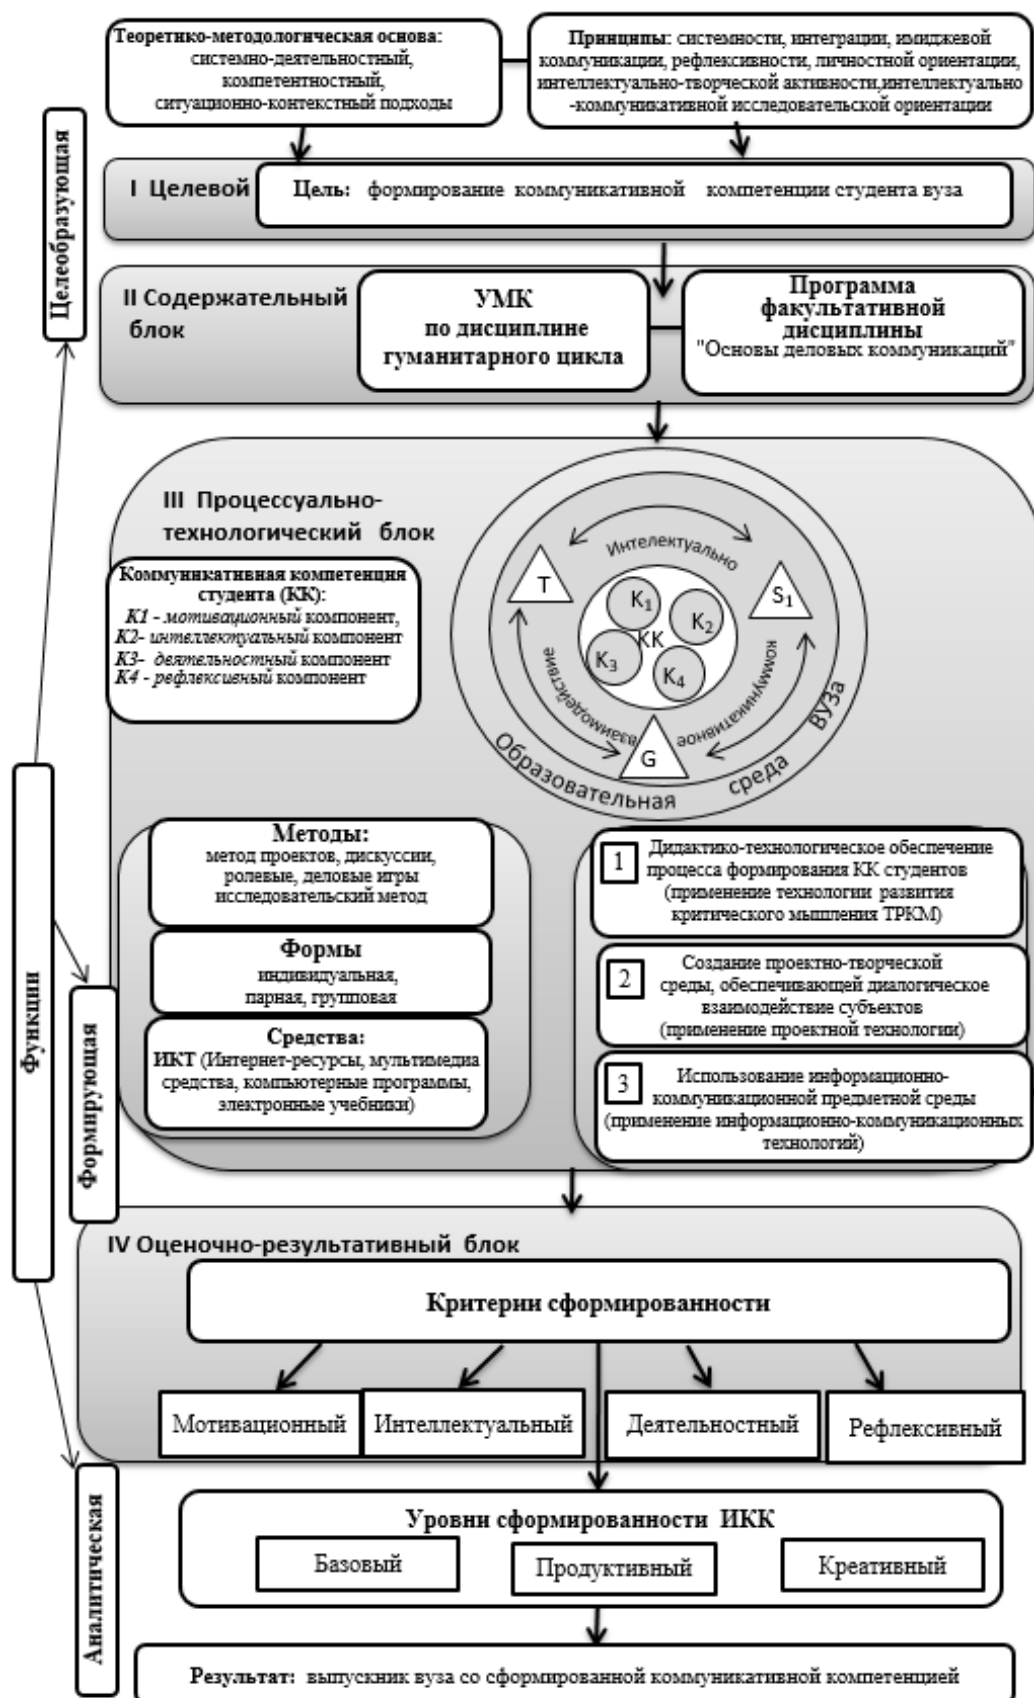 Теоретико-методологическая основа:
системно-деятельностный,
компетентностный,
ситуационно-контекстный подходы
Принципы: системности, интеграции, имиджевой
коммуникации, рефлексивности, личностной ориентации,
интеллектуально-творческой активности,интеллектуально
-коммуникативной исследовательской ориентации
Целеобразующая
I Целевой
Цель: формирование коммуникативной компетенции студента вуза
II Содержательный
блок
УМК
по дисциплине
гуманитарного цикла
Программа
факультативной
дисциплины
"Основы деловых коммуникаций"
III Процессуально-
технологический блок
Коммуникативная компетенция
студента (КК):
К1 - мотивационный компонент,
К2- интеллектуальный компонент
К3- деятельностный компонент
К4 - рефлексивный компонент
Интелектуально
коммуникативное
взаимодействие
T
S1
G
K1
K2
КК
K3
K4
Образовательная среда ВУЗа
Функции
Формирующая
Методы:
метод проектов, дискуссии,
ролевые, деловые игры
исследовательский метод
Формы
индивидуальная,
парная, групповая
Средства:
ИКТ (Интернет-ресурсы, мультимедиа
средства, компьютерные программы,
электронные учебники)
1 Дидактико-технологическое обеспечение
процесса формирования КК студентов
(применение технологии развития
критического мышления ТРКМ)
2 Создание проектно-творческой
среды, обеспечивающей диалогическое
взаимодействие субъектов
(применение проектной технологии)
3 Использование информационно-
коммуникационной предметной среды
(применение информационно-коммуникационных
технологий)
IV Оценочно-результативный блок
Критерии сформированности
Мотивационный
Интеллектуальный
Деятельностный
Рефлексивный
Аналитическая
Уровни сформированности ИКК
Базовый
Продуктивный
Креативный
Результат: выпускник вуза со сформированной коммуникативной компетенцией